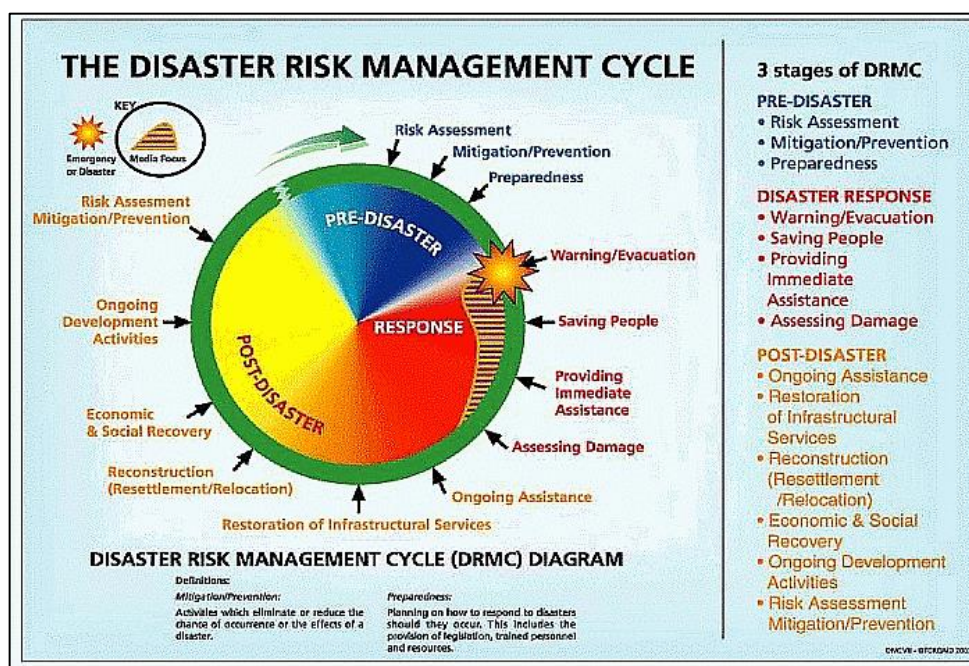 THE DISASTER RISK MANAGEMENT CYCLE
KEY
Emergency
or Disaster
Media Focus
Risk Assessment
Mitigation/Prevention
Preparedness
Warning/Evacuation
Saving People
Providing
Immediate
Assistance
Assessing Damage
Ongoing Assistance
Restoration of Infrastructural Services
Reconstruction
(Resettlement/Relocation)
Economic
& Social Recovery
Ongoing
Development
Activities
Risk Assesment
Mitigation/Prevention
PRE-DISASTER
RESPONSE
POST-DISASTER
DISASTER RISK MANAGEMENT CYCLE (DRMC) DIAGRAM
Definitions:
Mitigation/Prevention:
Activities which eliminate or reduce the
chance of occurrence or the effects of a
disaster.
Preparedness:
Planning on how to respond to disasters
should they occur. This includes the
provision of legislation, trained personnel
and resources.
3 stages of DRMC
PRE-DISASTER
• Risk Assessment
• Mitigation/Prevention
• Preparedness
DISASTER RESPONSE
• Warning/Evacuation
• Saving People
• Providing
Immediate
Assistance
• Assessing Damage
POST-DISASTER
• Ongoing Assistance
• Restoration
of Infrastructural
Services
• Reconstruction
(Resettlement
/Relocation)
• Economic & Social
Recovery
• Ongoing Development
Activities
• Risk Assessment
Mitigation/Prevention